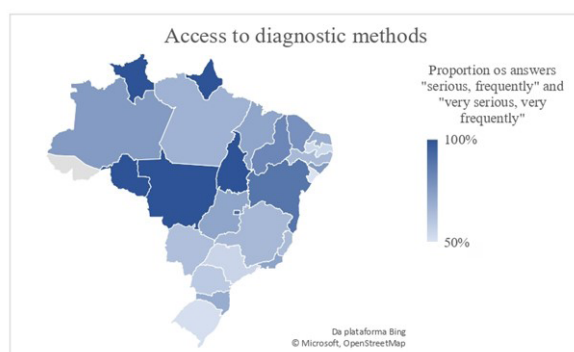 Access to diagnostic methods
Proportion os answers
"serious, frequently" and
"very serious, very
frequently"
100%
50%
Da plataforma Bing
© Microsoft, OpenStreetMap